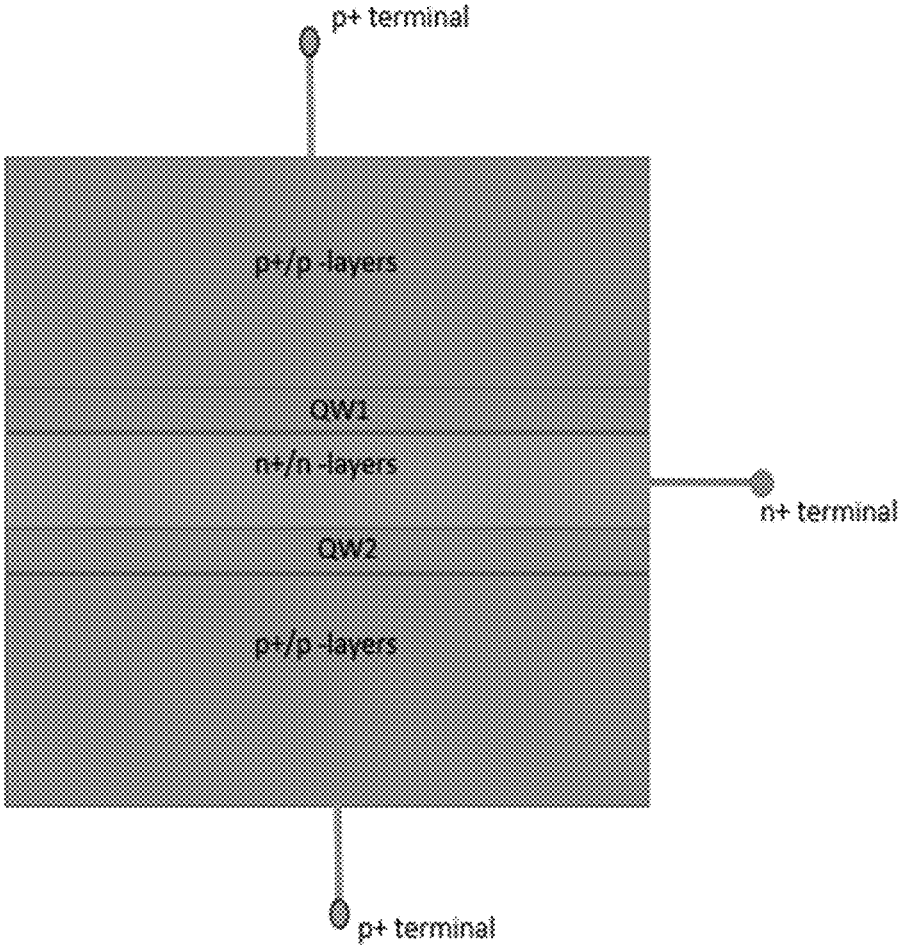 p+ terminal
p+/p -layers
QW1
n+/n -layers
n+ terminal
QW2
p+/p -layers
p+ terminal